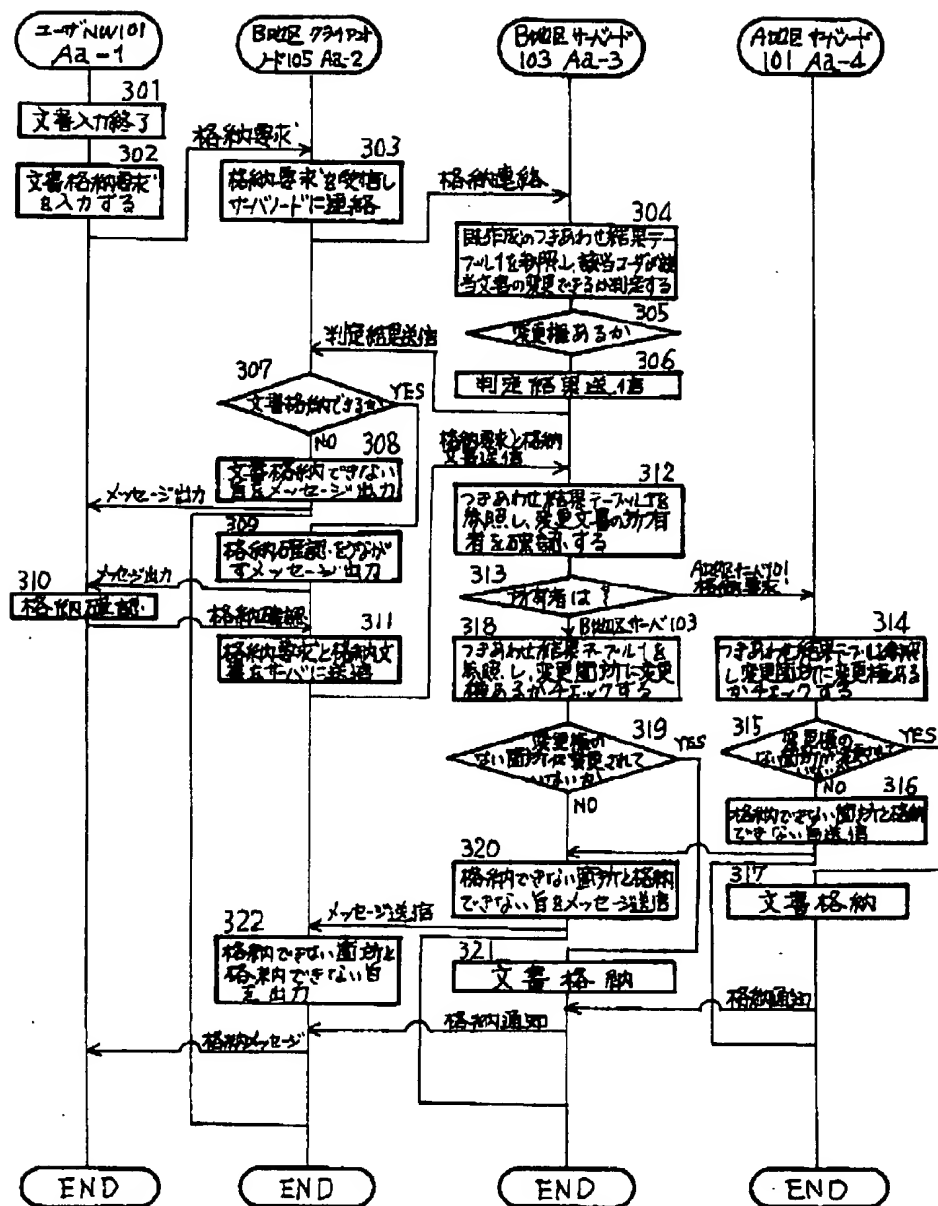 ユーザNW101
Aa-1
B地区 クライアント
ノード105 Aa-2
B地区 サーバノード
103 Aa-3
A地区 サーバノード
101 Aa-4
301
文書入力終了
302
文書格納要求
を入力する
格納要求
303
格納要求を受信し
サーバノードに連絡
格納連絡
304
既作成のつきあわせ結果テー
ブル1を参照し、該当ユーザが該
当文書の変更できるか判定する
305
変更権あるか
306
判定結果送信
判定結果送信
307
文書格納できるか
YES
NO
308
文書格納できない
旨をメッセージ出力
メッセージ出力
309
格納確認をうなが
すメッセージ出力
メッセージ出力
310
格納確認
格納確認
311
格納要求と格納文
書をサーバに送信
格納要求と格納
文書送信
312
つきあわせ結果テーブル1を
参照し、変更文書の所有
者を確認する
313
所有者は?
A地区サーバ101
格納要求
B地区サーバ103
318
つきあわせ結果テーブル1を
参照し、変更箇所に変更
権あるかチェックする
314
つきあわせ結果テーブル1を参照
し変更箇所に変更権ある
かチェックする
319
変更権の
ない箇所が変更されて
いないか
YES
NO
315
変更権の
ない箇所が変更されて
いないか
YES
NO
316
格納できない箇所と格納
できない旨送信
320
格納できない箇所と格納
できない旨をメッセージ送信
317
文書格納
メッセージ送信
322
格納できない箇所と
格納できない旨
を出力
321
文書格納
格納通知
格納通知
格納メッセージ
END
END
END
END